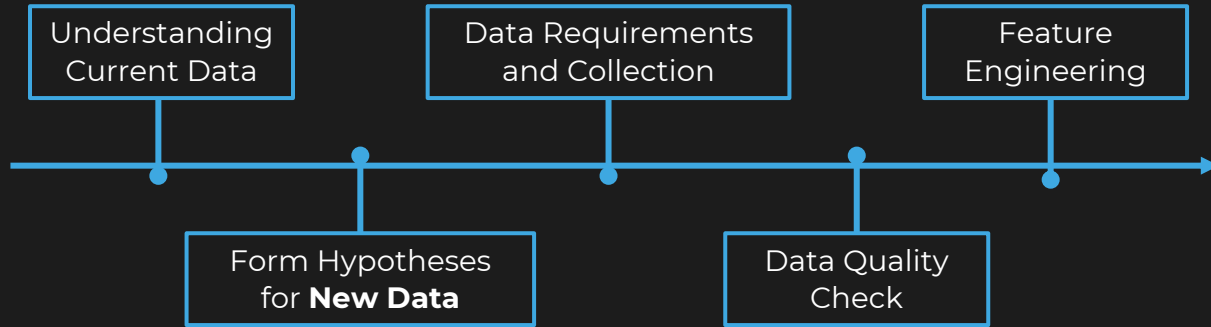 Understanding
Current Data
Data Requirements
and Collection
Feature
Engineering
Form Hypotheses
for New Data
Data Quality
Check